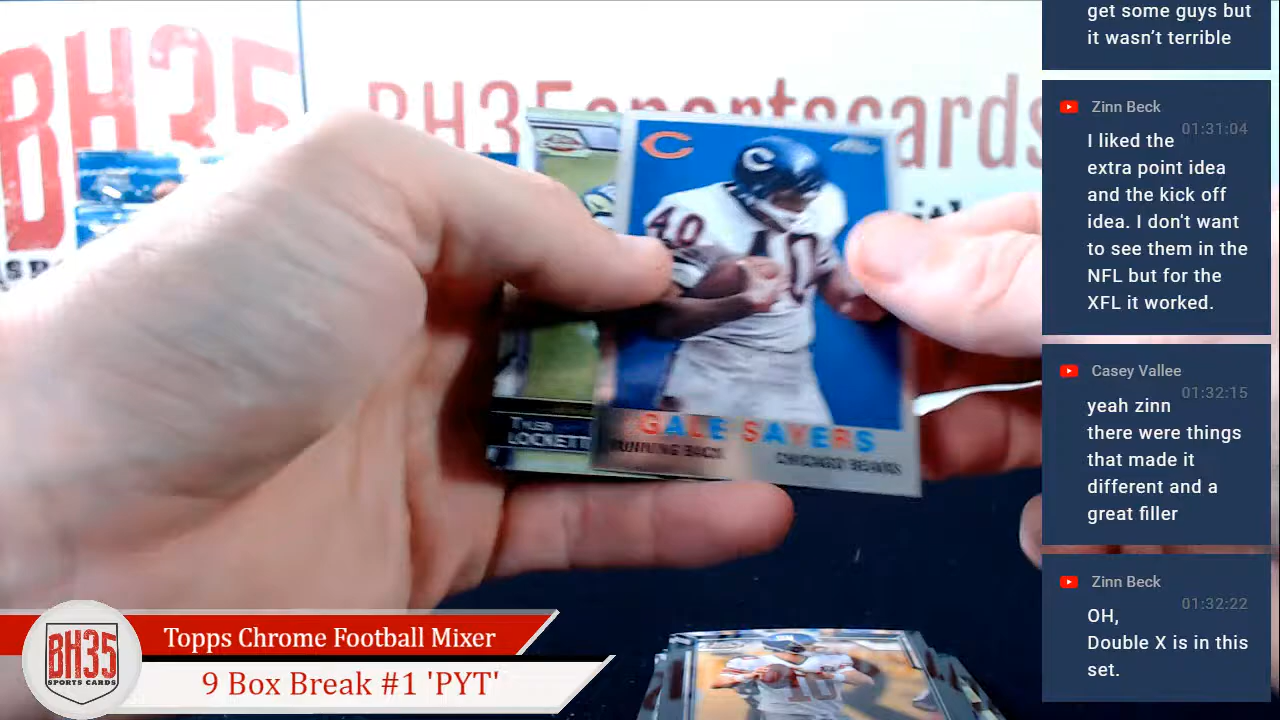 BH35
BH35sportscards
40
GALE SAYERS
RUNNING BACK
CHICAGO BEARS
TYLER
LOCKETT
get some guys but
it wasn’t terrible
Zinn Beck
01:31:04
I liked the
extra point idea
and the kick off
idea. I don't want
to see them in the
NFL but for the
XFL it worked.
Casey Vallee
01:32:15
yeah zinn
there were things
that made it
different and a
great filler
Zinn Beck
01:32:22
OH,
Double X is in this
set.
BH35
SPORTS CARDS
Topps Chrome Football Mixer
9 Box Break #1 'PYT'